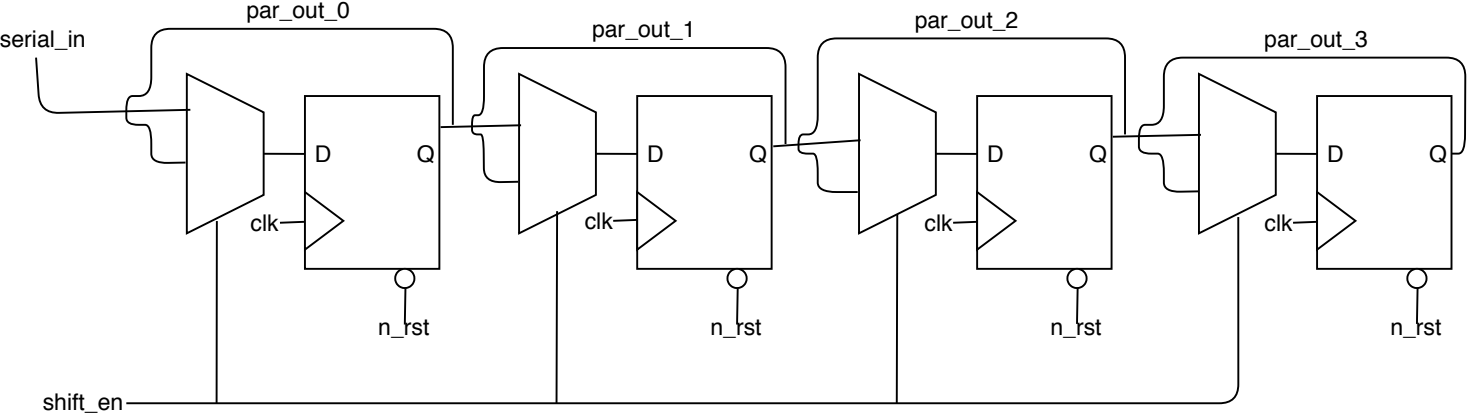 par_out_0
par_out_1
par_out_2
par_out_3
serial_in
D
Q
D
Q
D
Q
D
Q
clk
clk
clk
clk
n_rst
n_rst
n_rst
n_rst
shift_en